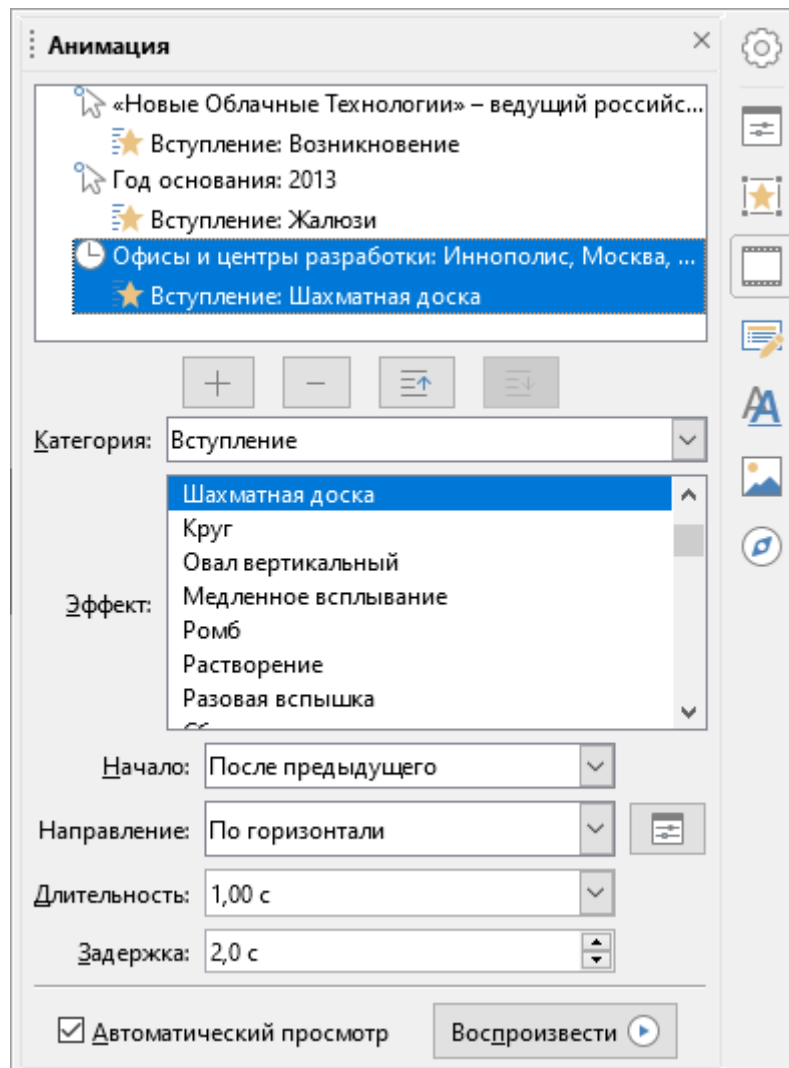 Анимация
«Новые Облачные Технологии» – ведущий российс...
Вступление: Возникновение
Год основания: 2013
Вступление: Жалюзи
Офисы и центры разработки: Иннополис, Москва, ...
Вступление: Шахматная доска
Категория: Вступление
Шахматная доска
Круг
Овал вертикальный
Медленное всплывание
Эффект:
Ромб
Растворение
Разовая вспышка
Начало: После предыдущего
Направление: По горизонтали
Длительность: 1,00 с
Задержка: 2,0 с
Автоматический просмотр
Воспроизвести